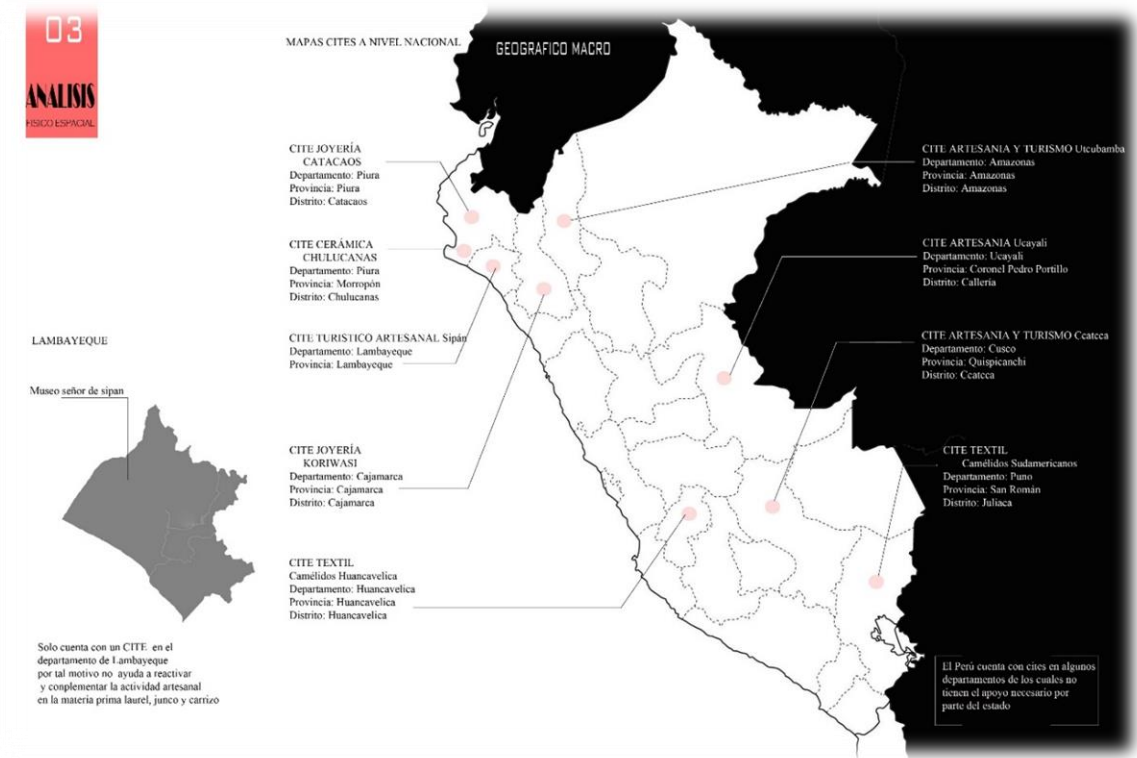 03
ANALISIS
FISICO ESPACIAL
MAPAS CITES A NIVEL NACIONAL
GEOGRAFICO MACRO
CITE JOYERÍA
CATACAOS
Departamento: Piura
Provincia: Piura
Distrito: Catacaos
CITE CERÁMICA
CHULUCANAS
Departamento: Piura
Provincia: Morropón
Distrito: Chulucanas
CITE TURISTICO ARTESANAL Sipán
Departamento: Lambayeque
Provincia: Lambayeque
CITE JOYERÍA
KORIWASI
Departamento: Cajamarca
Provincia: Cajamarca
Distrito: Cajamarca
CITE TEXTIL
Camélidos Huancavelica
Departamento: Huancavelica
Provincia: Huancavelica
Distrito: Huancavelica
LAMBAYEQUE
Museo señor de sipan
Solo cuenta con un CITE en el
departamento de Lambayeque
por tal motivo no ayuda a reactivar
y conplementar la actividad artesanal
en la materia prima laurel, junco y carrizo
CITE ARTESANIA Y TURISMO Utcubamba
Departamento: Amazonas
Provincia: Amazonas
Distrito: Amazonas
CITE ARTESANIA Ucayali
Departamento: Ucayali
Provincia: Coronel Pedro Portillo
Distrito: Callería
CITE ARTESANIA Y TURISMO Ccatcca
Departamento: Cusco
Provincia: Quispicanchi
Distrito: Ccatcca
CITE TEXTIL
Camélidos Sudamericanos
Departamento: Puno
Provincia: San Román
Distrito: Juliaca
El Perú cuenta con cites en algunos
departamentos de los cuales no
tienen el apoyo necesario por
parte del estado